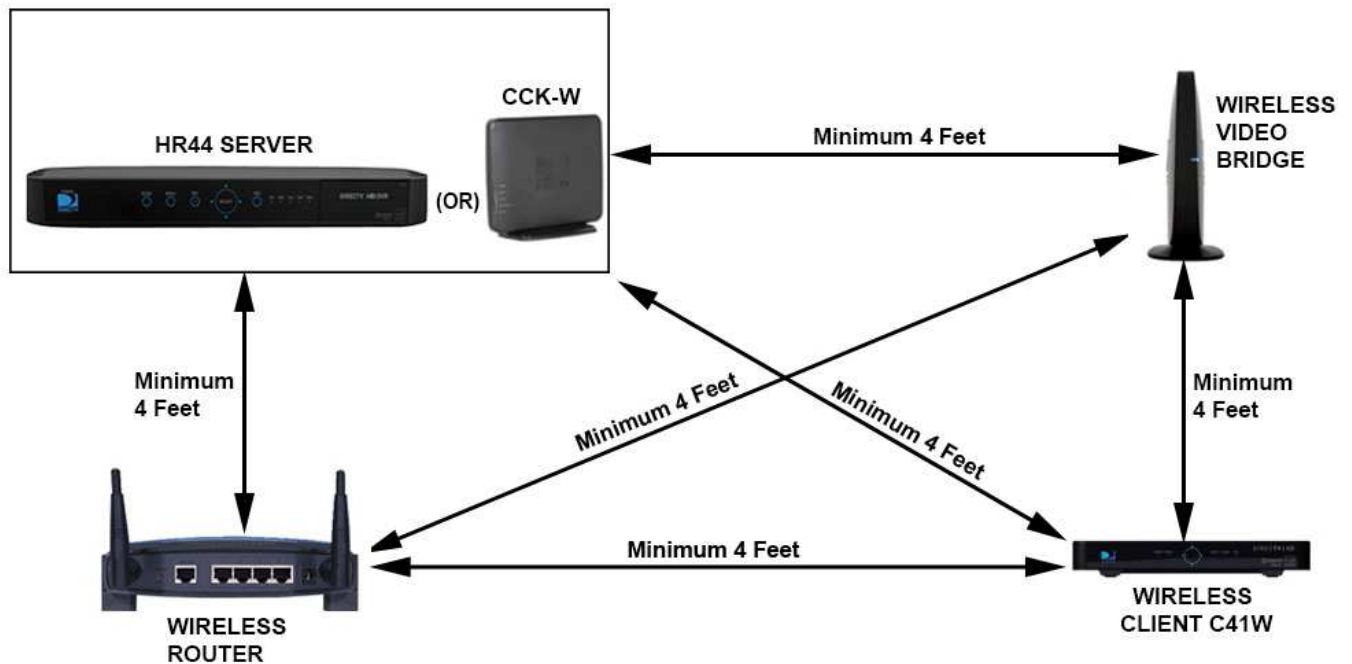 CCK-W
HR44 SERVER
(OR)
Minimum 4 Feet
WIRELESS
VIDEO
BRIDGE
Minimum
4 Feet
Minimum 4 Feet
Minimum 4 Feet
Minimum
4 Feet
Minimum 4 Feet
WIRELESS
ROUTER
WIRELESS
CLIENT C41W